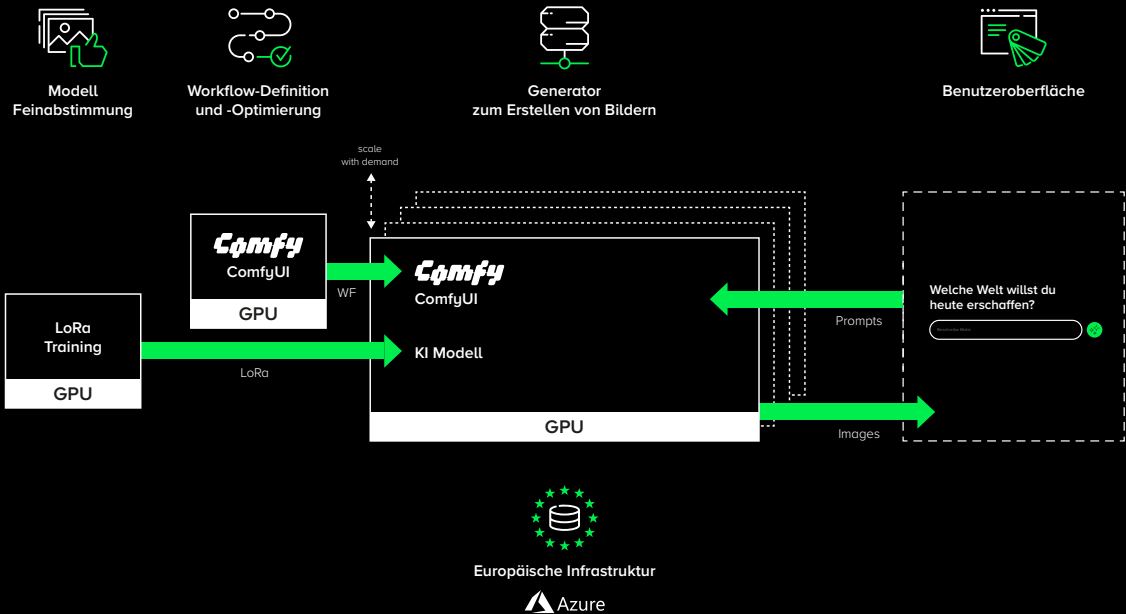 Modell
Feinabstimmung
Workflow-Definition
und -Optimierung
Generator
zum Erstellen von Bildern
Benutzeroberfläche
scale
with demand
Comfy
ComfyUI
GPU
WF
Comfy
ComfyUI
KI Modell
GPU
LoRa
Training
GPU
LoRa
Prompts
Images
Welche Welt willst du
heute erschaffen?
Europäische Infrastruktur
Azure